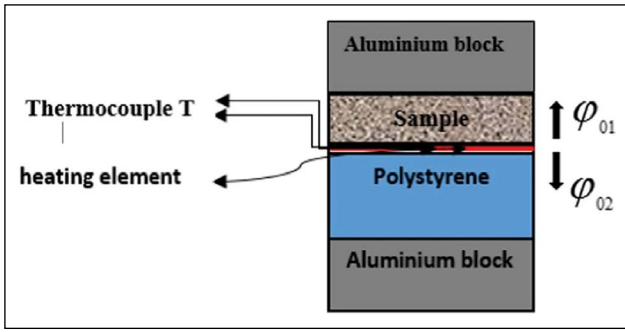 Aluminium block
Thermocouple T
Sample
φ01
heating element
Polystyrene
φ02
Aluminium block